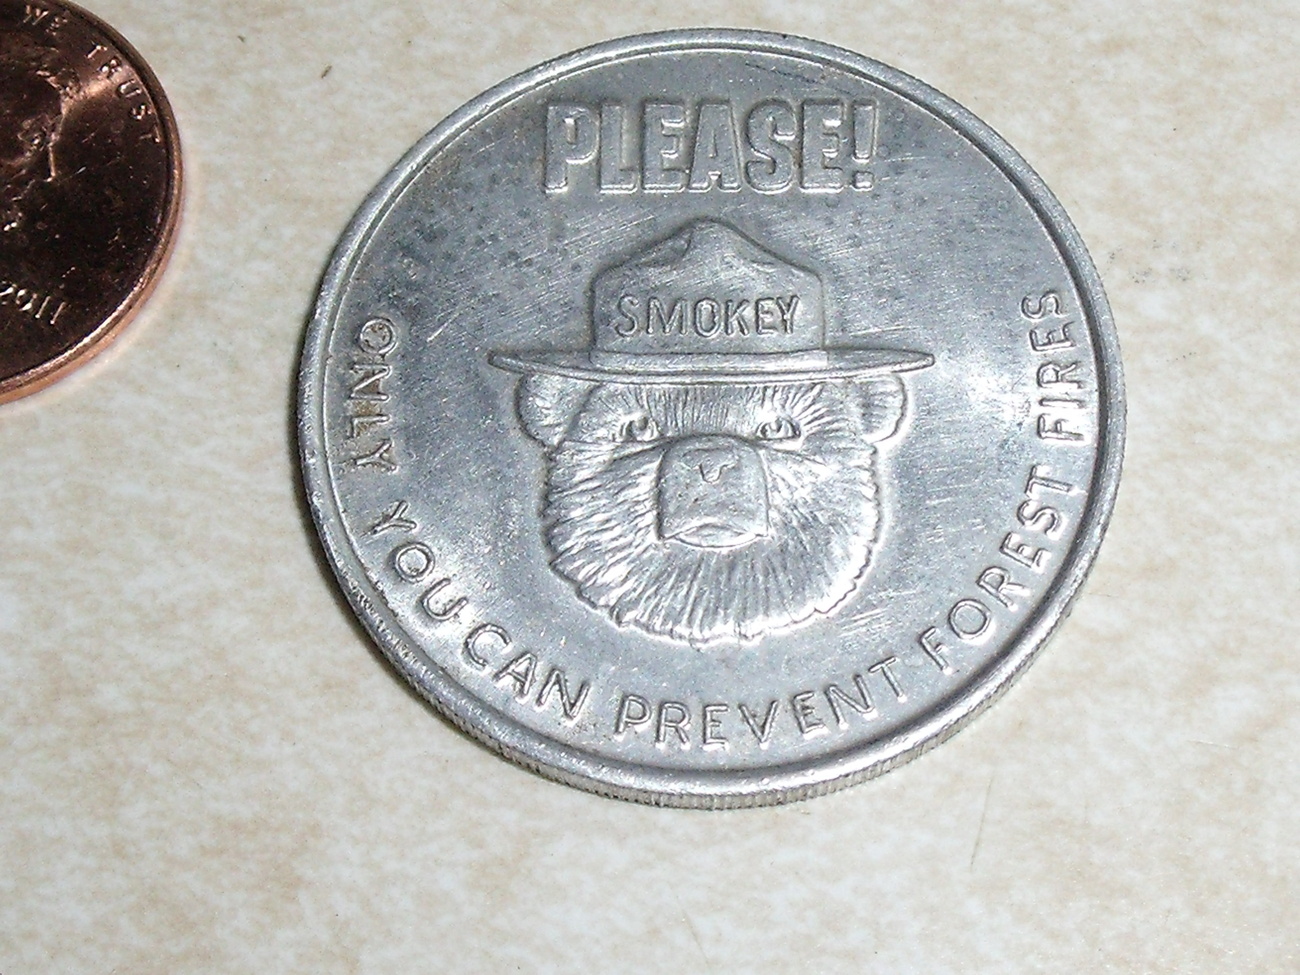 WE TRUST
2011
PLEASE!
SMOKEY
ONLY YOU CAN PREVENT FOREST FIRES